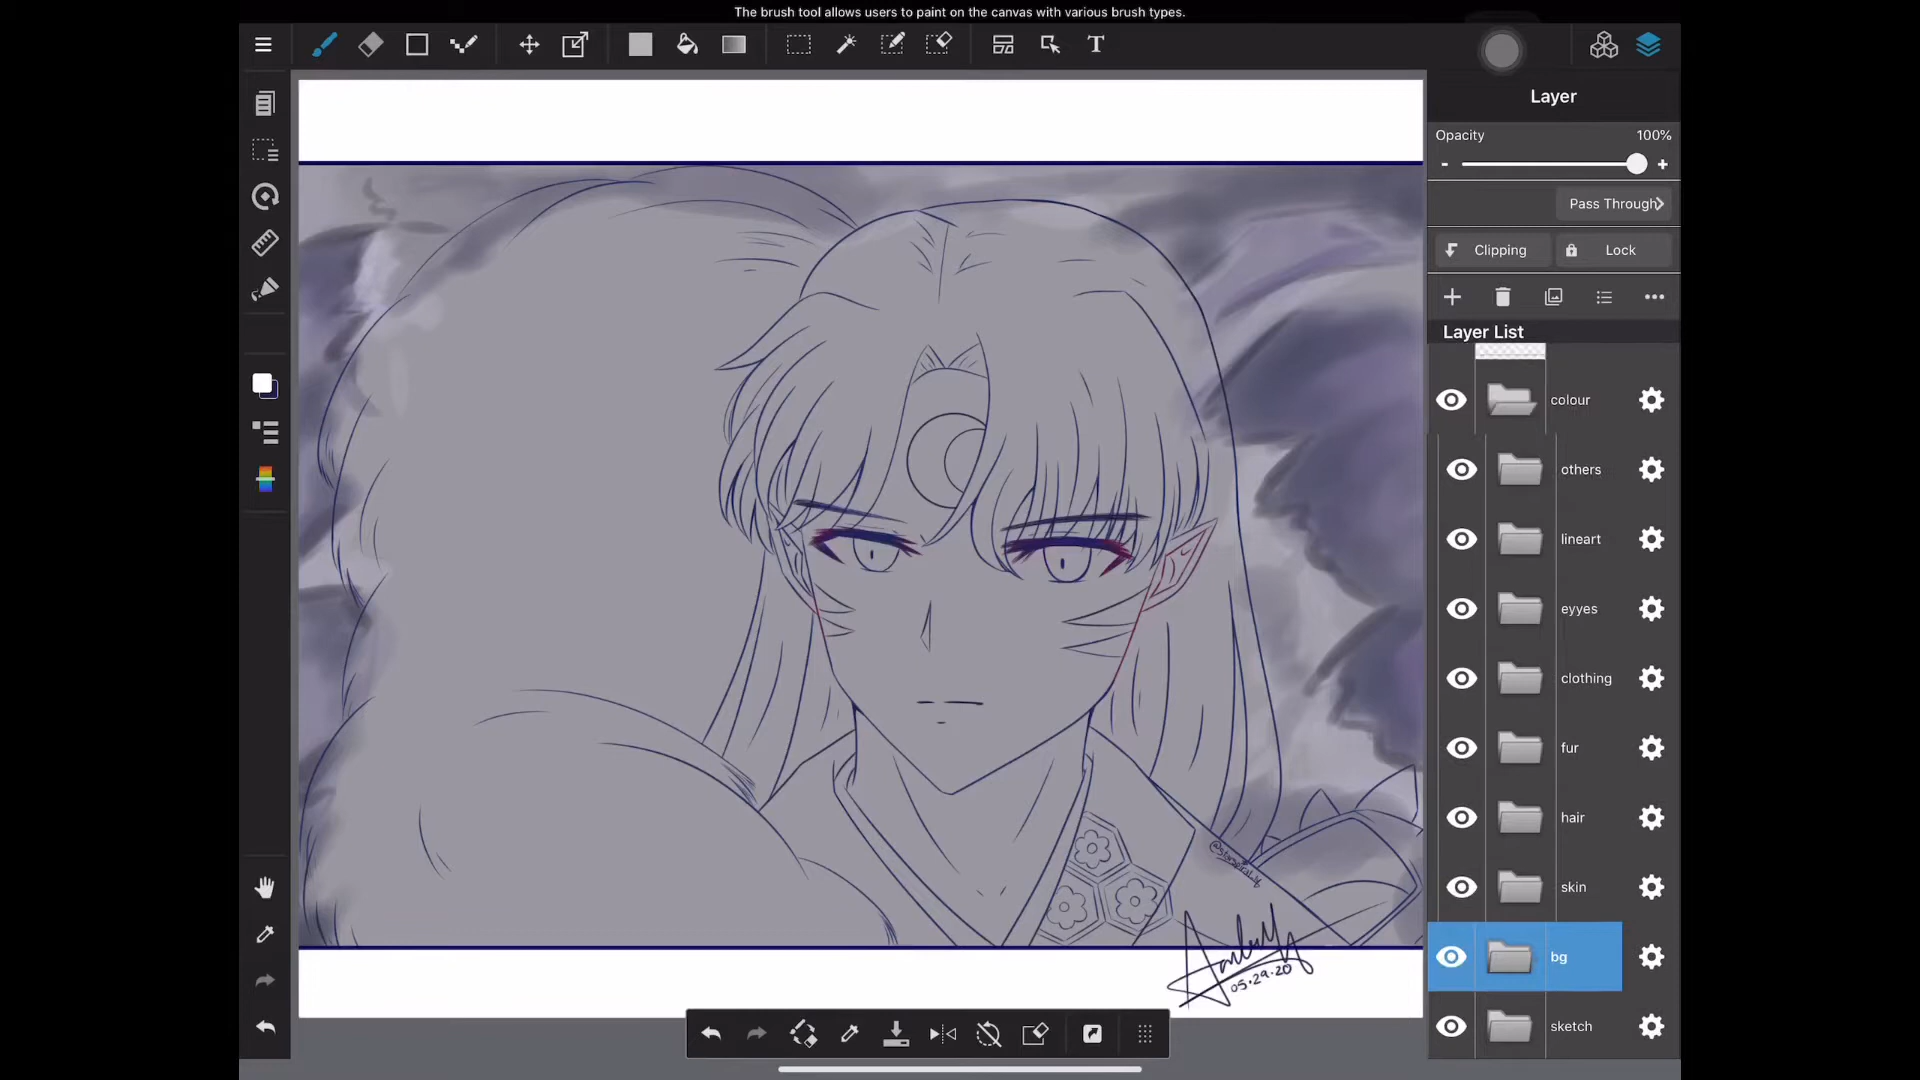 The brush tool allows users to paint on the canvas with various brush types.
T
Layer
Opacity 100%
- +
Pass Through
Clipping Lock
Layer List
colour
others
lineart
eyyes
clothing
fur
hair
skin
bg
sketch
05.29.20